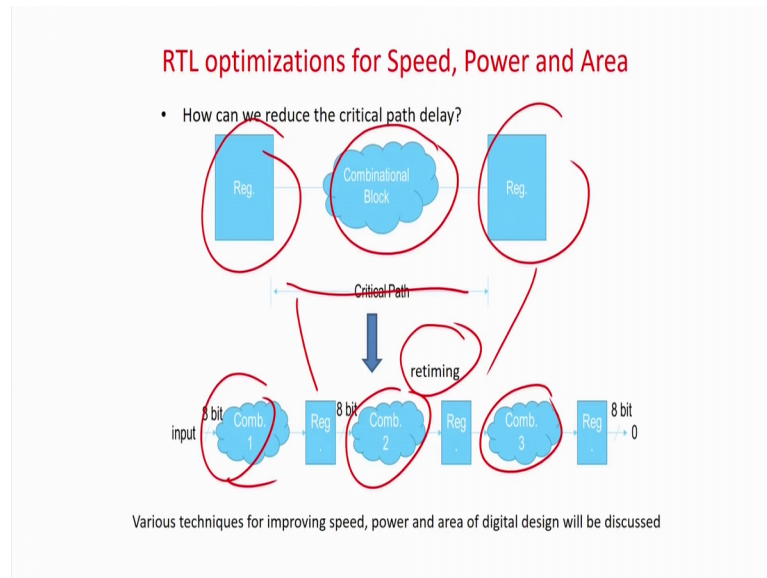 RTL optimizations for Speed, Power and Area
• How can we reduce the critical path delay?
Reg.
Combinational
Block
Reg.
Critical Path
retiming
input
8 bit
Comb.
1
Reg
.
8 bit
Comb.
2
Reg
.
Comb.
3
Reg
.
8 bit
0
Various techniques for improving speed, power and area of digital design will be discussed